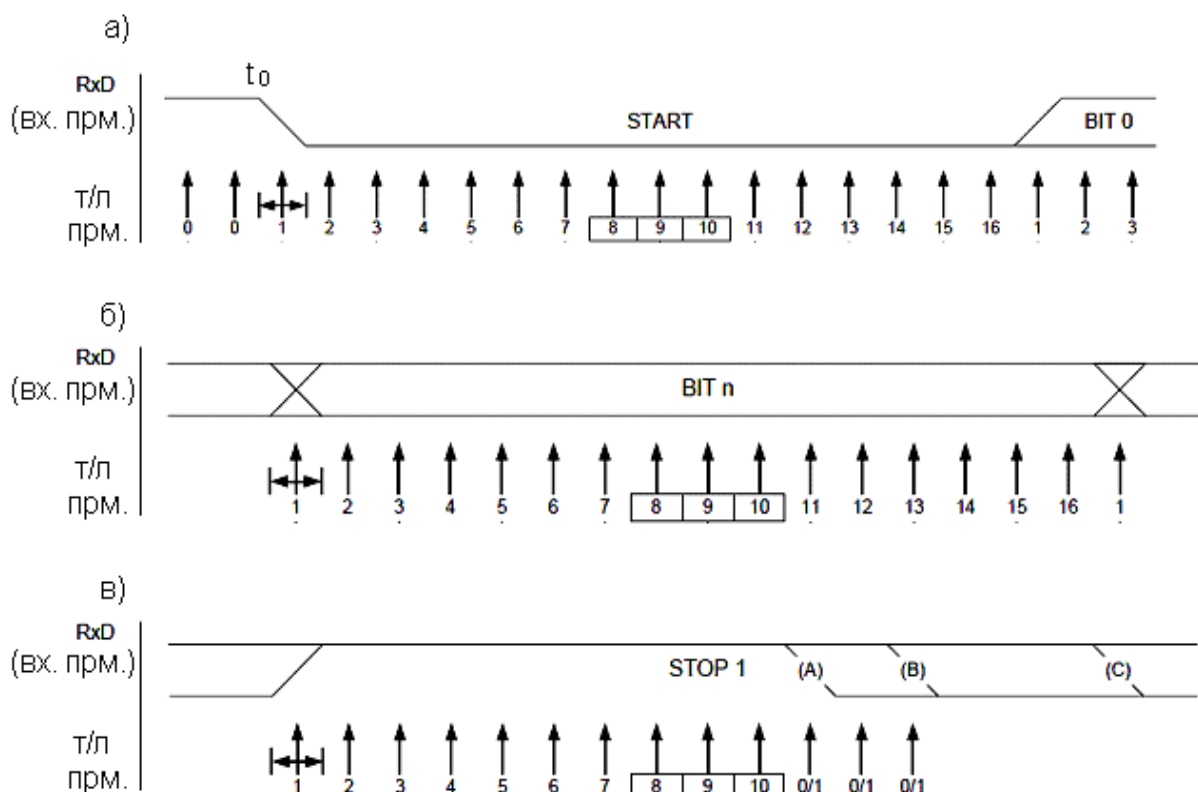 а)
t0
RxD
(вх. прм.)
START
BIT 0
т/л
прм.
0 0 1 2 3 4 5 6 7 8 9 10 11 12 13 14 15 16 1 2 3
б)
RxD
(вх. прм.)
BIT n
т/л
прм.
1 2 3 4 5 6 7 8 9 10 11 12 13 14 15 16 1
в)
RxD
(вх. прм.)
STOP 1
(A) (B) (C)
т/л
прм.
1 2 3 4 5 6 7 8 9 10 0/1 0/1 0/1